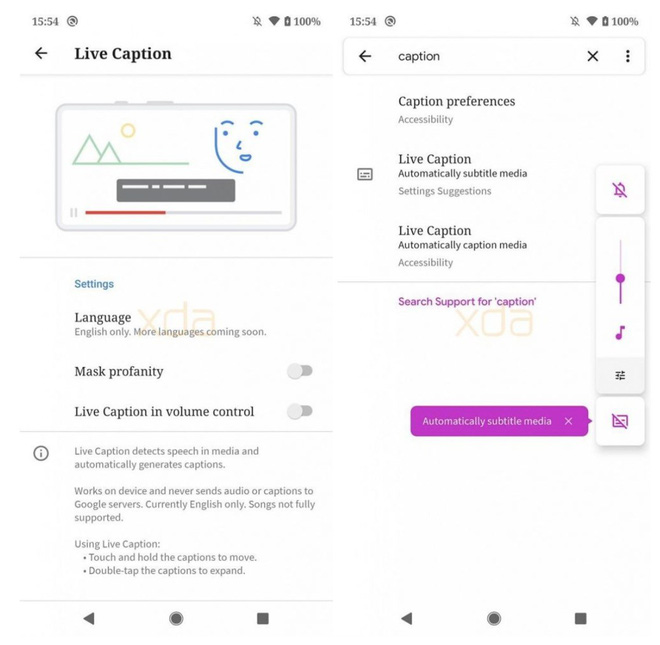 15:54
100%
Live Caption
Settings
Language
English only. More languages coming soon.
xda
Mask profanity
Live Caption in volume control
Live Caption detects speech in media and
automatically generates captions.
Works on device and never sends audio or captions to
Google servers. Currently English only. Songs not fully
supported.
Using Live Caption:
• Touch and hold the captions to move.
• Double-tap the captions to expand.
15:54
100%
caption
Caption preferences
Accessibility
Live Caption
Automatically subtitle media
Settings Suggestions
Live Caption
Automatically caption media
Accessibility
Search Support for 'caption'
xda
Automatically subtitle media